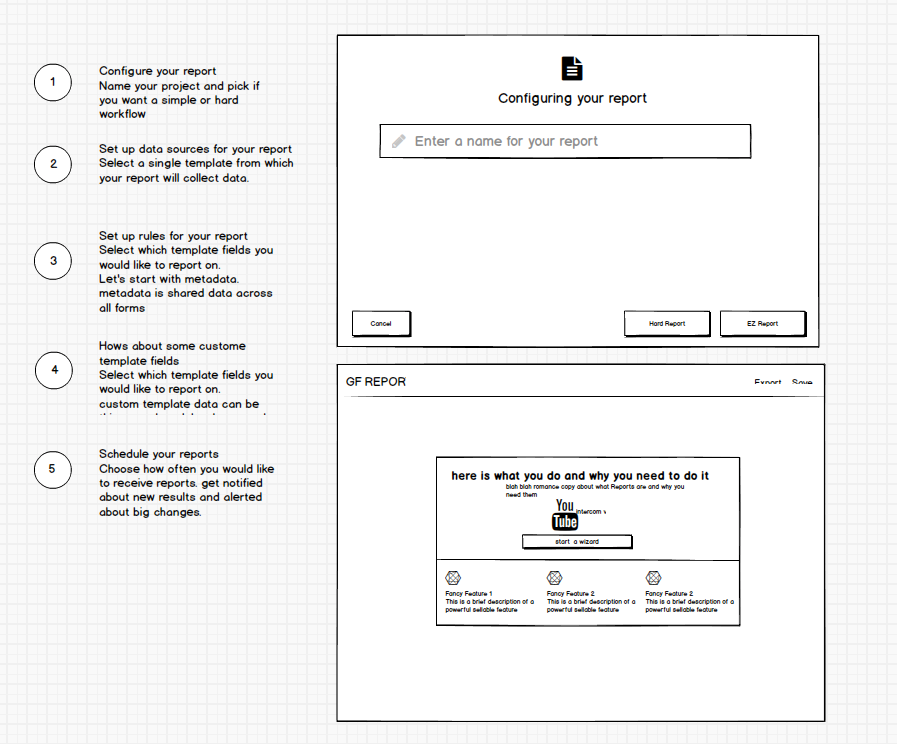 1
Configure your report
Name your project and pick if
you want a simple or hard
workflow
2
Set up data sources for your report
Select a single template from which
your report will collect data.
3
Set up rules for your report
Select which template fields you
would like to report on.
Let's start with metadata.
metadata is shared data across
all forms
4
Hows about some custome
template fields
Select which template fields you
would like to report on.
custom template data can be
5
Schedule your reports
Choose how often you would like
to receive reports. get notified
about new results and alerted
about big changes.
Configuring your report
Enter a name for your report
Cancel
Hard Report
EZ Report
GF REPOR
Export
Save
here is what you do and why you need to do it
blah blah romance copy about what Reports are and why you
need them
You
Tube
intercom v
start a wizard
Fancy Feature 1
This is a brief description of a
powerful sellable feature
Fancy Feature 2
This is a brief description of a
powerful sellable feature
Fancy Feature 2
This is a brief description of a
powerful sellable feature